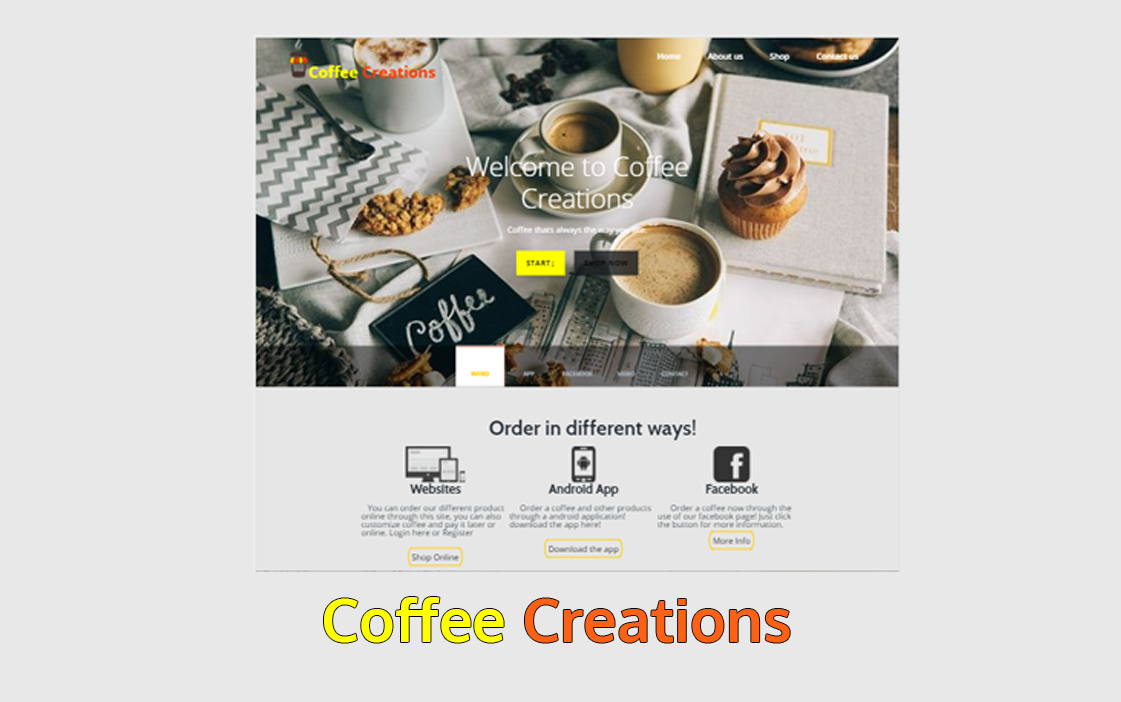 Coffee Creations
Home About us Shop Contact us
Welcome to Coffee
Creations
Coffee thats always the way you like.
START↓ SHOP NOW
Coffee
INTRO APP FACEBOOK VIDEO CONTACT
Order in different ways!
Websites
You can order our different product
online through this site, you can also
customize coffee and pay it later or
online. Login here or Register
Shop Online
Android App
Order a coffee and other products
through a android application!
download the app here!
Download the app
Facebook
Order a coffee now through the
use of our facebook page! Just click
the button for more information.
More Info
Coffee Creations